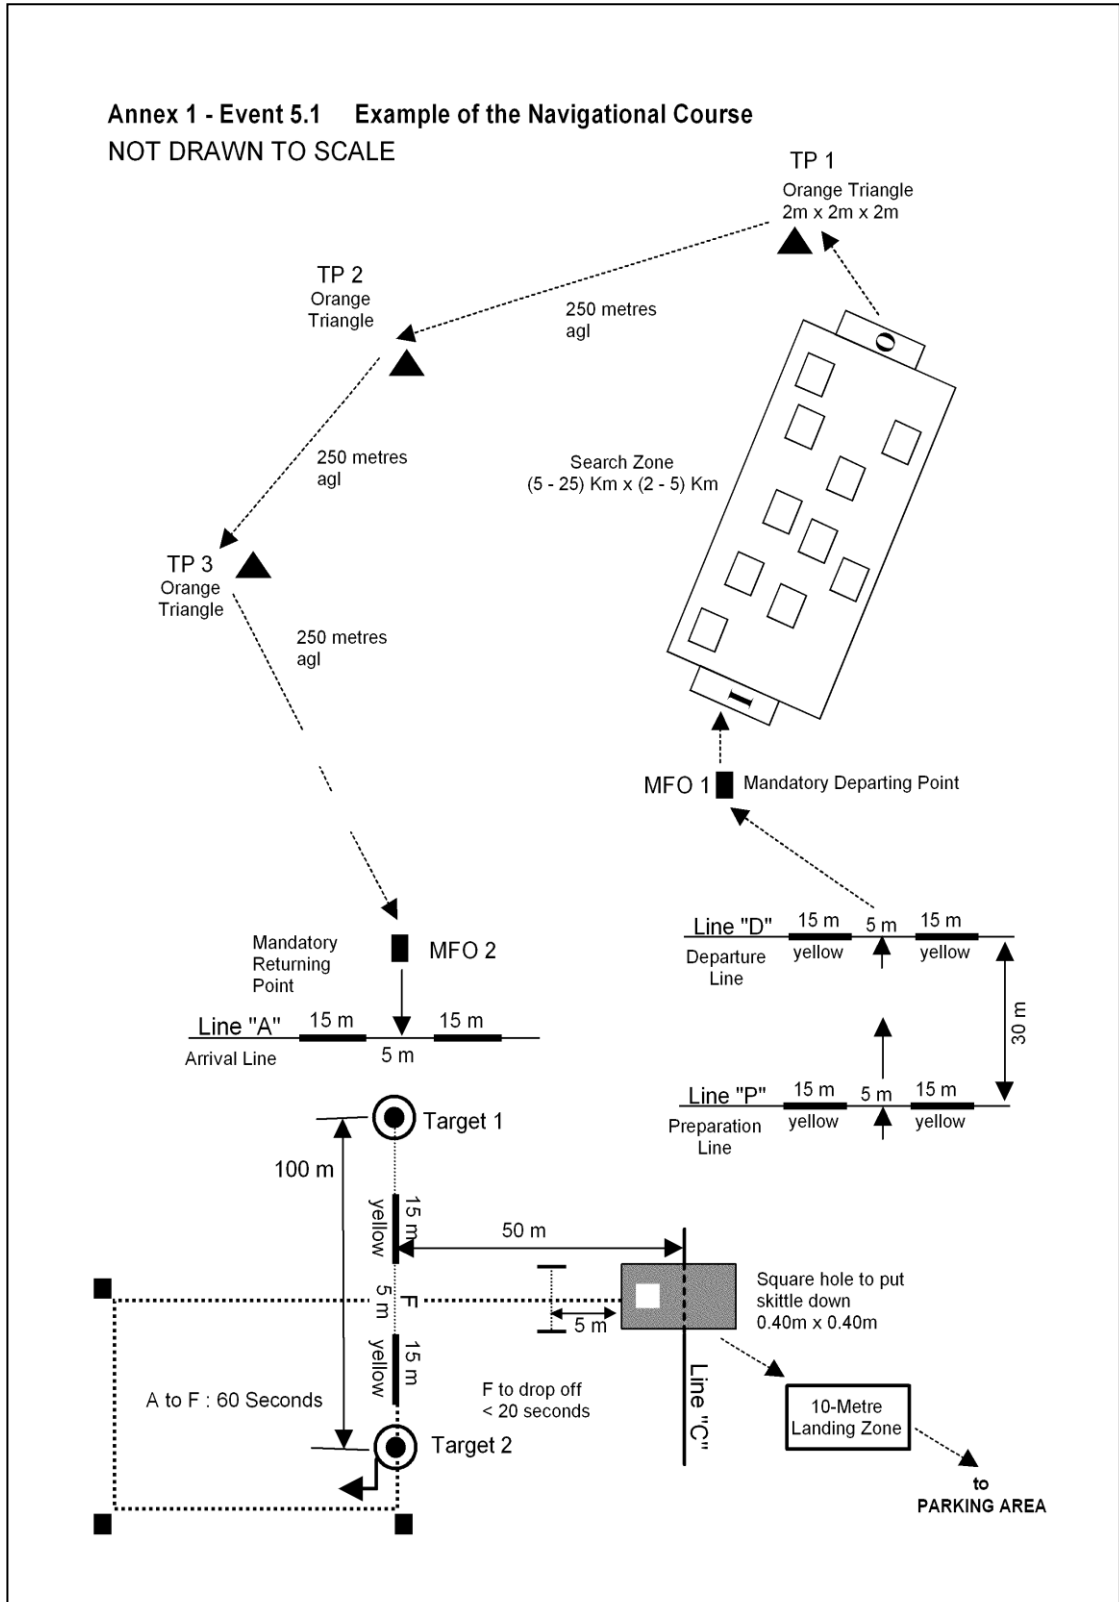 Annex 1 - Event 5.1 Example of the Navigational Course
NOT DRAWN TO SCALE
TP 1
Orange Triangle
2m x 2m x 2m
TP 2
Orange
Triangle
250 metres
agl
O
250 metres
agl
Search Zone
(5 - 25) Km x (2 - 5) Km
TP 3
Orange
Triangle
250 metres
agl
I
MFO 1
Mandatory Departing Point
Line "D"
15 m
5 m
15 m
Departure
Line
yellow
yellow
30 m
Mandatory
Returning
Point
MFO 2
Line "A"
15 m
15 m
Arrival Line
5 m
Line "P"
15 m
5 m
15 m
Preparation
Line
yellow
yellow
Target 1
100 m
15 m
yellow
50 m
F
5 m
5 m
Square hole to put
skittle down
0.40m x 0.40m
15 m
yellow
A to F : 60 Seconds
F to drop off
< 20 seconds
Line "C"
10-Metre
Landing Zone
Target 2
to
PARKING AREA